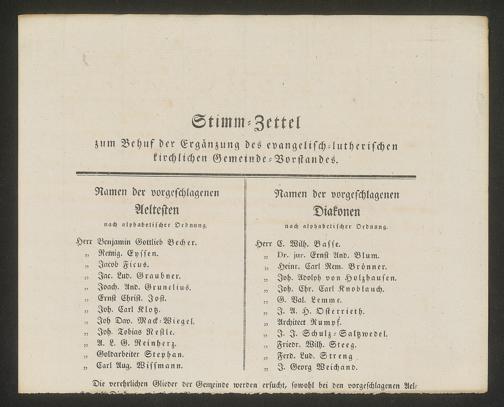 Stimm-Zettel
zum Behuf der Ergänzung des evangelisch-lutherischen
kirchlichen Gemeinde-Vorstandes.
Namen der vorgeschlagenen
Aeltesten
nach alphabetischer Ordnung.
Herr Benjamin Gottlieb Becher.
„ Remig. Eyssen.
„ Jacob Ficus.
„ Jac. Lud. Graubner.
„ Joach. And. Grunelius.
„ Ernst Christ. Jost.
„ Joh. Carl Klotz.
„ Joh Dav. Mack-Wiegel.
„ Joh. Tobias Nestle.
„ A. L. G. Reinherz.
„ Goldarbeiter Stephan.
„ Carl Aug. Wissmann.
Namen der vorgeschlagenen
Diakonen
nach alphabetischer Ordnung.
Herr C. Wilh. Basse.
„ Dr. jur. Ernst And. Blum.
„ Heinr. Carl Rem. Brönner.
„ Joh. Adolph von Holzhausen.
„ Joh. Chr. Carl Knoblauch.
„ G. Val. Lemme.
„ J. A. H. Osterrieth.
„ Architect Rumpf.
„ J. J. Schulz-Saltzwedel.
„ Friedr. Wilh. Steeg.
„ Ferd. Lud. Streng
„ J. Georg Weichand.
Die verehrlichen Glieder der Gemeinde werden ersucht, sowohl bei den vorgeschlagenen Ael-